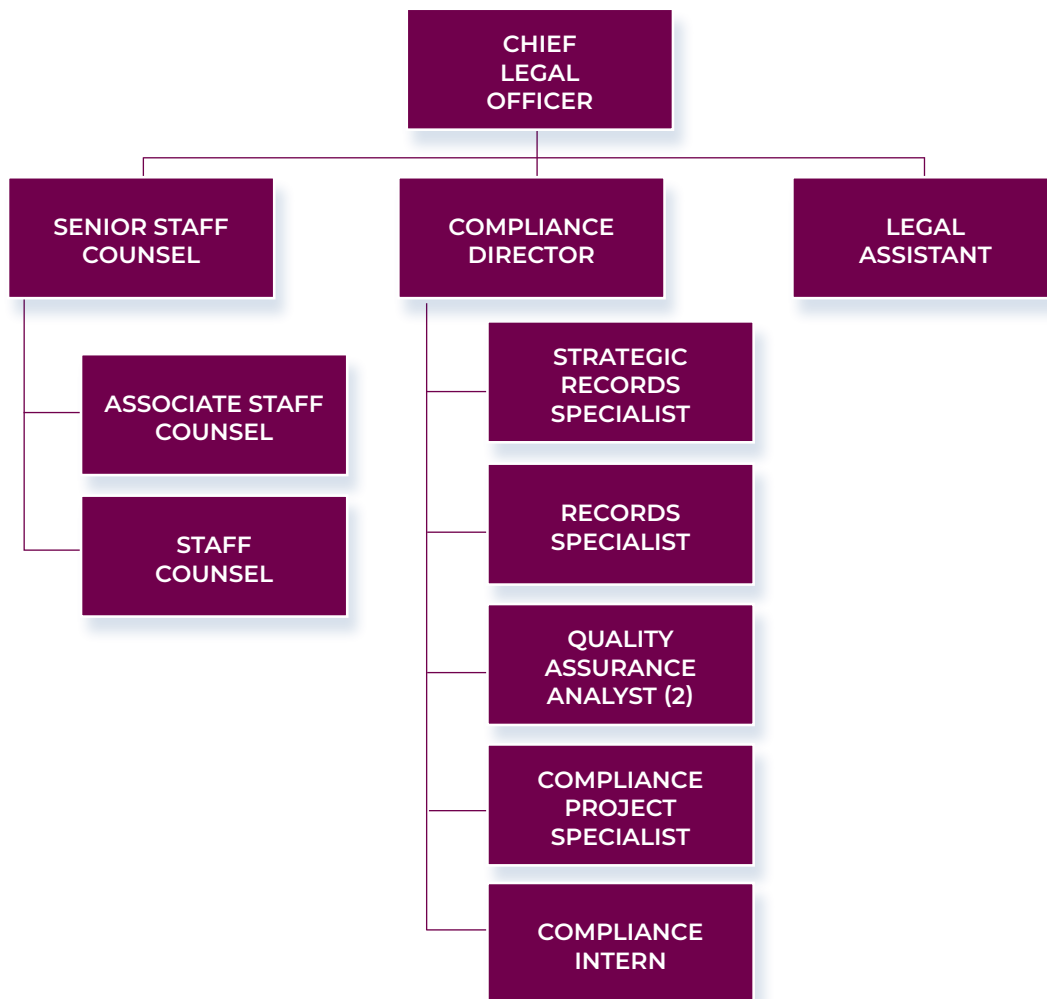 CHIEF
LEGAL
OFFICER
SENIOR STAFF
COUNSEL
COMPLIANCE
DIRECTOR
LEGAL
ASSISTANT
ASSOCIATE STAFF
COUNSEL
STAFF
COUNSEL
STRATEGIC
RECORDS
SPECIALIST
RECORDS
SPECIALIST
QUALITY
ASSURANCE
ANALYST (2)
COMPLIANCE
PROJECT
SPECIALIST
COMPLIANCE
INTERN